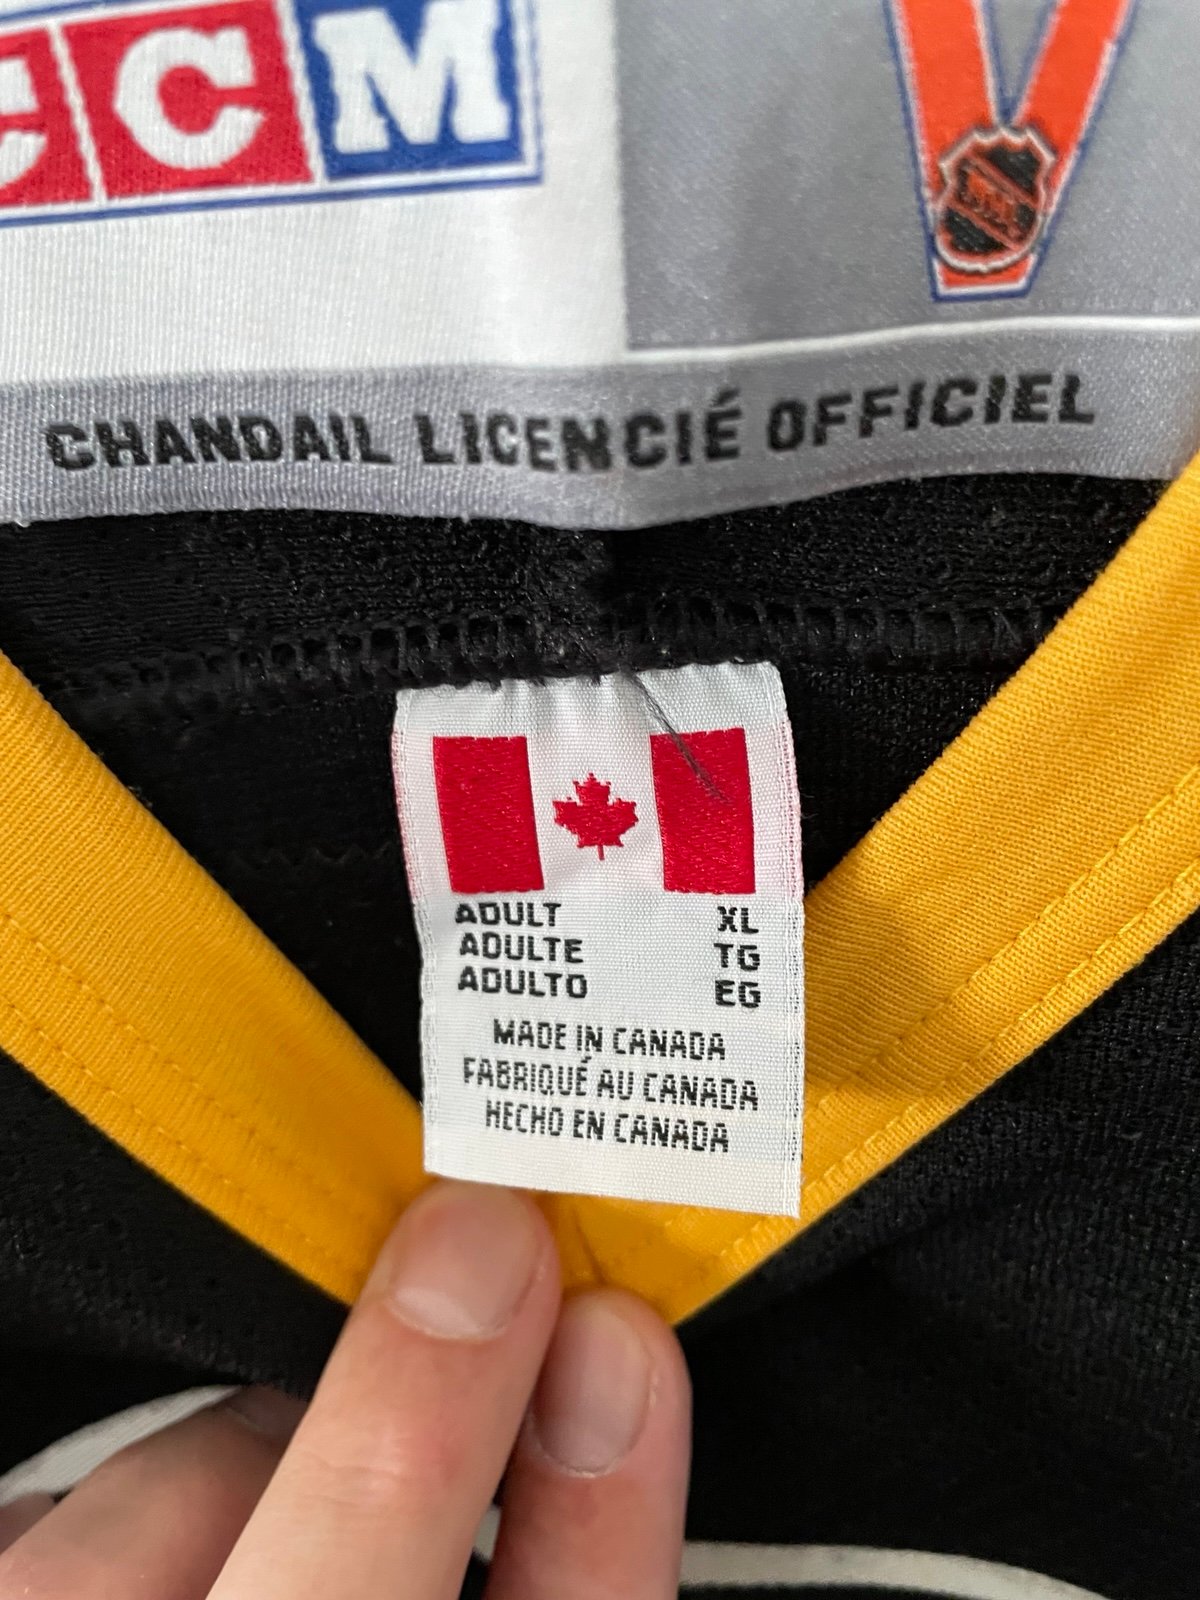 CCM
V
NHL
CHANDAIL LICENCIÉ OFFICIEL
ADULT XL
ADULTE TG
ADULTO EG
MADE IN CANADA
FABRIQUÉ AU CANADA
HECHO EN CANADA